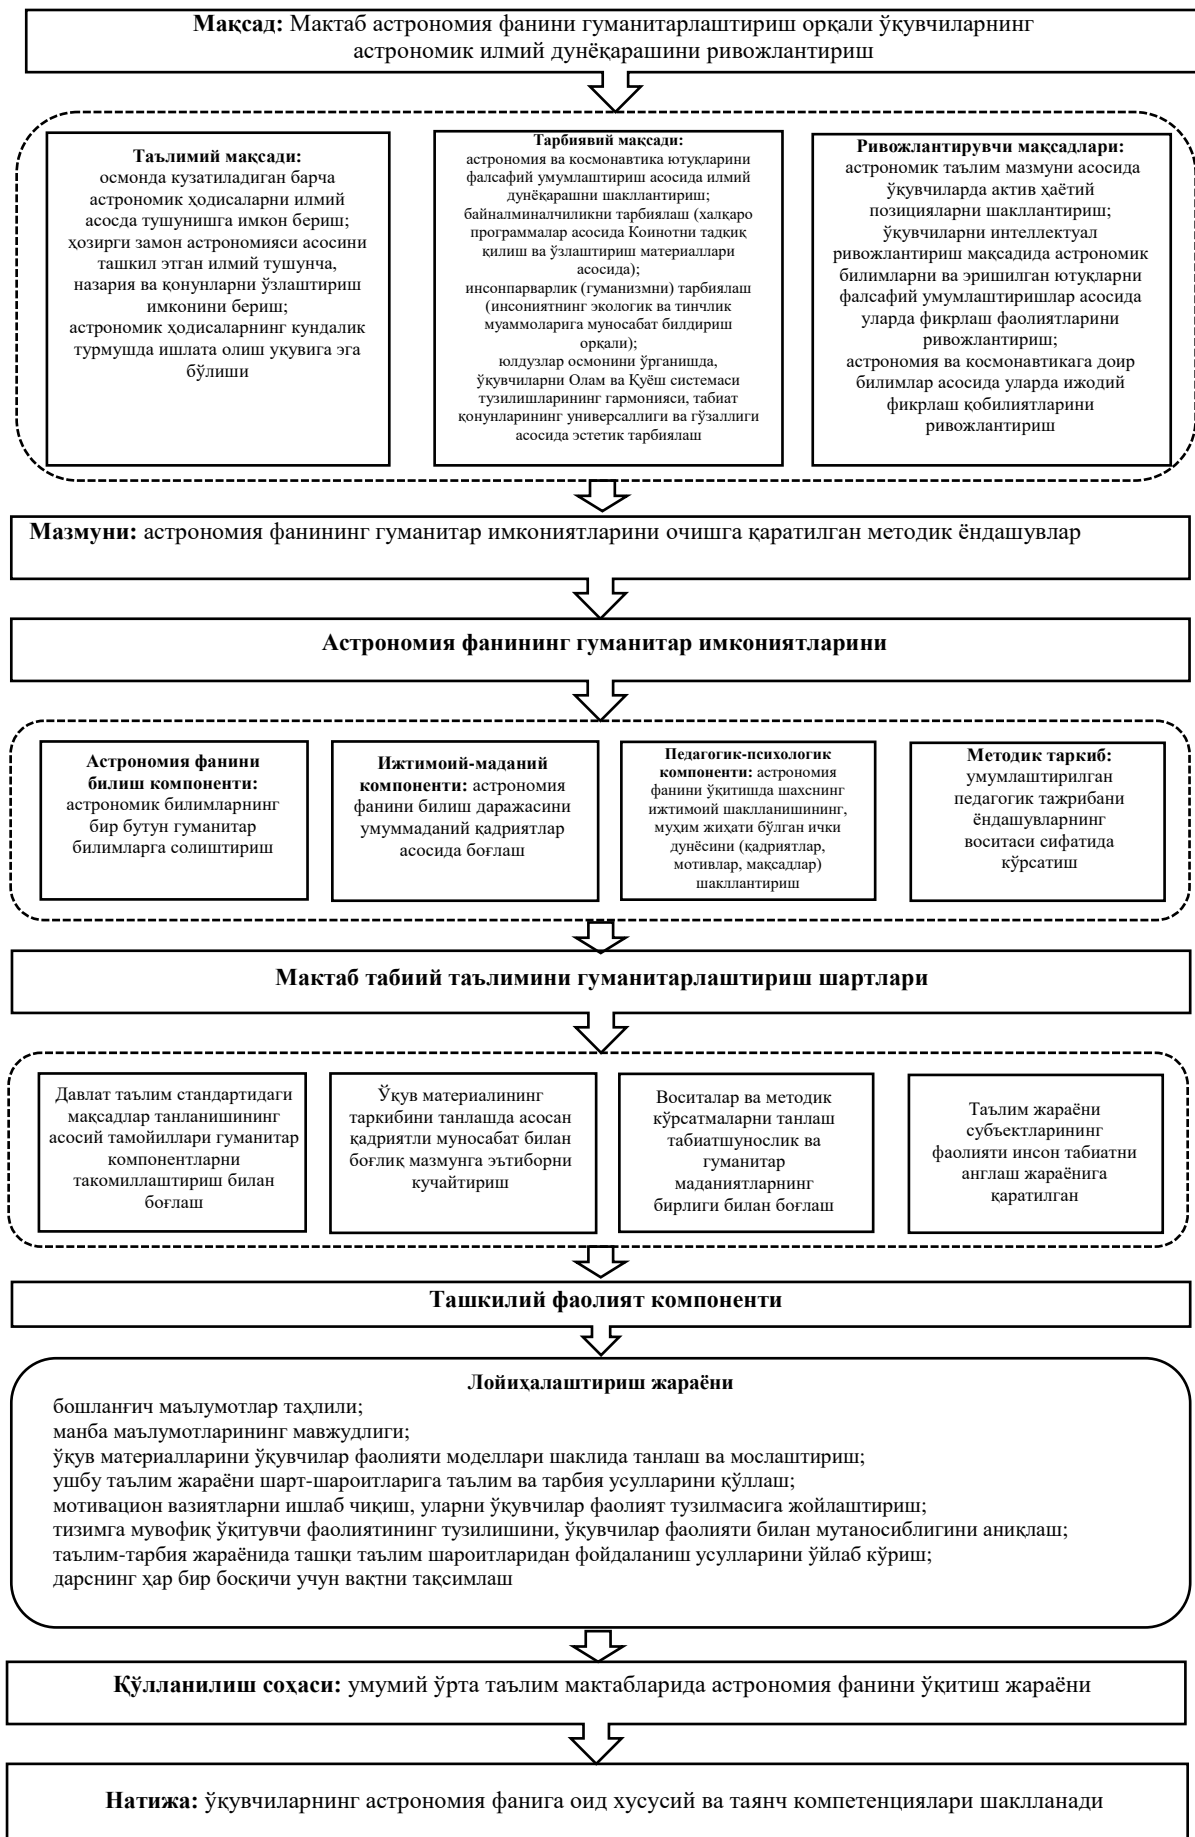 Мақсад: Мактаб астрономия фанини гуманитарлаштириш орқали ўқувчиларнинг
астрономик илмий дунёқарашини ривожлантириш
Таълимий мақсади:
осмонда кузатиладиган барча
астрономик ҳодисаларни илмий
асосда тушунишга имкон бериш;
ҳозирги замон астрономияси асосини
ташкил этган илмий тушунча,
назария ва қонунларни ўзлаштириш
имконини бериш;
астрономик ҳодисаларнинг кундалик
турмушда ишлата олиш уқувига эга
бўлиши
Тарбиявий мақсади:
астрономия ва космонавтика ютуқларини
фалсафий умумлаштириш асосида илмий
дунёқарашни шакллантириш;
байналминалчиликни тарбиялаш (халқаро
программалар асосида Коинотни тадқиқ
қилиш ва ўзлаштириш материаллари
асосида);
инсонпарварлик (гуманизмни) тарбиялаш
(инсониятнинг экологик ва тинчлик
муаммоларига муносабат билдириш
орқали);
юлдузлар осмонини ўрганишда,
ўқувчиларни Олам ва Қуёш системаси
тузилишларининг гармонияси, табиат
қонунларининг универсаллиги ва гўзаллиги
асосида эстетик тарбиялаш
Ривожлантирувчи мақсадлари:
астрономик таълим мазмуни асосида
ўқувчиларда актив ҳаётий
позицияларни шакллантириш;
ўқувчиларни интеллектуал
ривожлантириш мақсадида астрономик
билимларни ва эришилган ютуқларни
фалсафий умумлаштиришлар асосида
уларда фикрлаш фаолиятларини
ривожлантириш;
астрономия ва космонавтикага доир
билимлар асосида уларда ижодий
фикрлаш қобилиятларини
ривожлантириш
Мазмуни: астрономия фанининг гуманитар имкониятларини очишга қаратилган методик ёндашувлар
Астрономия фанининг гуманитар имкониятларини
Астрономия фанини
билиш компоненти:
астрономик билимларнинг
бир бутун гуманитар
билимларга солиштириш
Ижтимоий-маданий
компоненти: астрономия
фанини билиш даражасини
умуммаданий қадриятлар
асосида боғлаш
Педагогик-психологик
компоненти: астрономия
фанини ўқитишда шахснинг
ижтимоий шаклланишининг,
муҳим жиҳати бўлган ички
дунёсини (қадриятлар,
мотивлар, мақсадлар)
шакллантириш
Методик таркиб:
умумлаштирилган
педагогик тажрибани
ёндашувларнинг
воситаси сифатида
кўрсатиш
Мактаб табиий таълимини гуманитарлаштириш шартлари
Давлат таълим стандартидаги
мақсадлар танланишининг
асосий тамойиллари гуманитар
компонентларни
такомиллаштириш билан
боғлаш
Ўқув материалининг
таркибини танлашда асосан
қадриятли муносабат билан
боғлиқ мазмунга эътиборни
кучайтириш
Воситалар ва методик
кўрсатмаларни танлаш
табиатшунослик ва
гуманитар
маданиятларнинг
бирлиги билан боғлаш
Таълим жараёни
субъектларининг
фаолияти инсон табиатни
англаш жараёнига
қаратилган
Ташкилий фаолият компоненти
Лойиҳалаштириш жараёни
бошланғич маълумотлар таҳлили;
манба маълумотларининг мавжудлиги;
ўқув материалларини ўқувчилар фаолияти моделлари шаклида танлаш ва мослаштириш;
ушбу таълим жараёни шарт-шароитларига таълим ва тарбия усулларини қўллаш;
мотивацион вазиятларни ишлаб чиқиш, уларни ўқувчилар фаолият тузилмасига жойлаштириш;
тизимга мувофиқ ўқитувчи фаолиятининг тузилишини, ўқувчилар фаолияти билан мутаносиблигини аниқлаш;
таълим-тарбия жараёнида ташқи таълим шароитларидан фойдаланиш усулларини ўйлаб кўриш;
дарснинг ҳар бир босқичи учун вақтни тақсимлаш
Қўлланилиш соҳаси: умумий ўрта таълим мактабларида астрономия фанини ўқитиш жараёни
Натижа: ўқувчиларнинг астрономия фанига оид хусусий ва таянч компетенциялари шаклланади